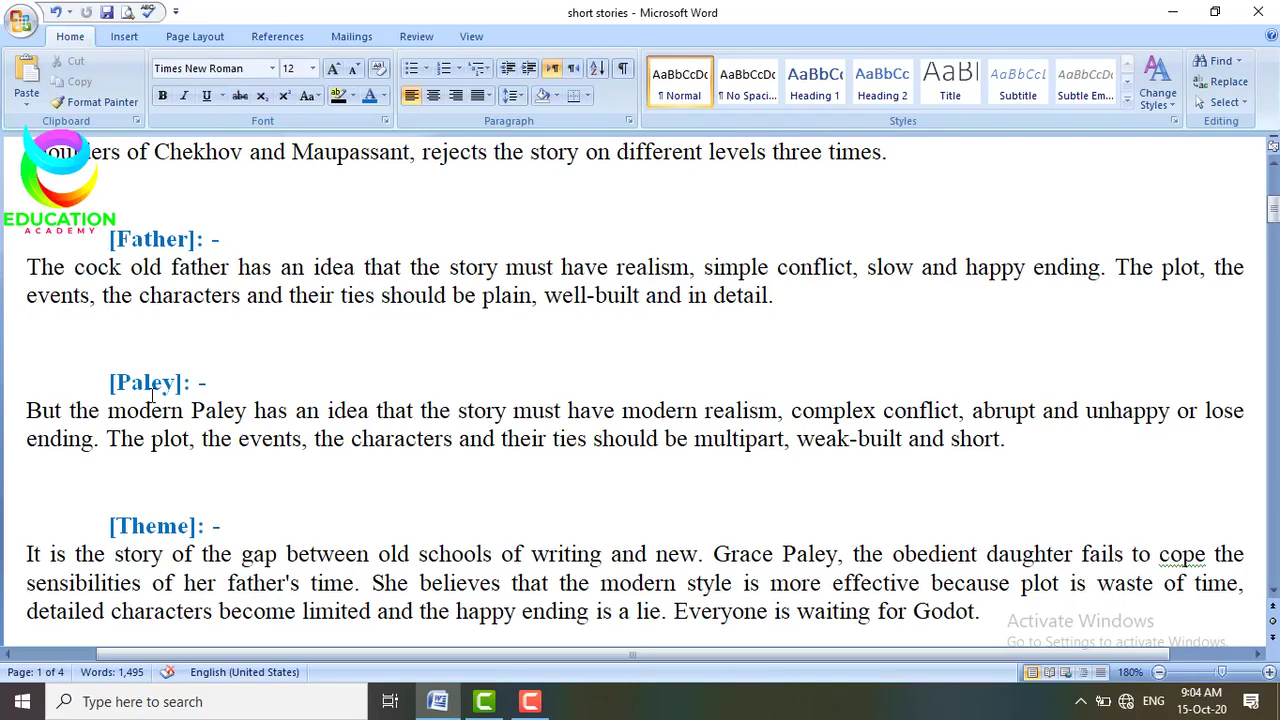 short stories - Microsoft Word
Home Insert Page Layout References Mailings Review View
Paste Cut Copy Format Painter Clipboard
Times New Roman 12 Font
Paragraph
AaBbCcDc ¶ Normal
AaBbCcDc ¶ No Spaci...
AaBbCc Heading 1
AaBbCc Heading 2
Title
AaBbCcL Subtitle
AaBbCcDc Subtle Em...
Change Styles
Styles
Find Replace Select Editing
of Chekhov and Maupassant, rejects the story on different levels three times.
EDUCATION
ACADEMY
[Father]: -
The cock old father has an idea that the story must have realism, simple conflict, slow and happy ending. The plot, the
events, the characters and their ties should be plain, well-built and in detail.
[Paley]: -
But the modern Paley has an idea that the story must have modern realism, complex conflict, abrupt and unhappy or lose
ending. The plot, the events, the characters and their ties should be multipart, weak-built and short.
[Theme]: -
It is the story of the gap between old schools of writing and new. Grace Paley, the obedient daughter fails to cope the
sensibilities of her father's time. She believes that the modern style is more effective because plot is waste of time,
detailed characters become limited and the happy ending is a lie. Everyone is waiting for Godot.
Activate Windows
Go to Settings to activate Windows.
Page: 1 of 4 Words: 1,495 English (United States) 180%
Type here to search ENG 9:04 AM
15-Oct-20